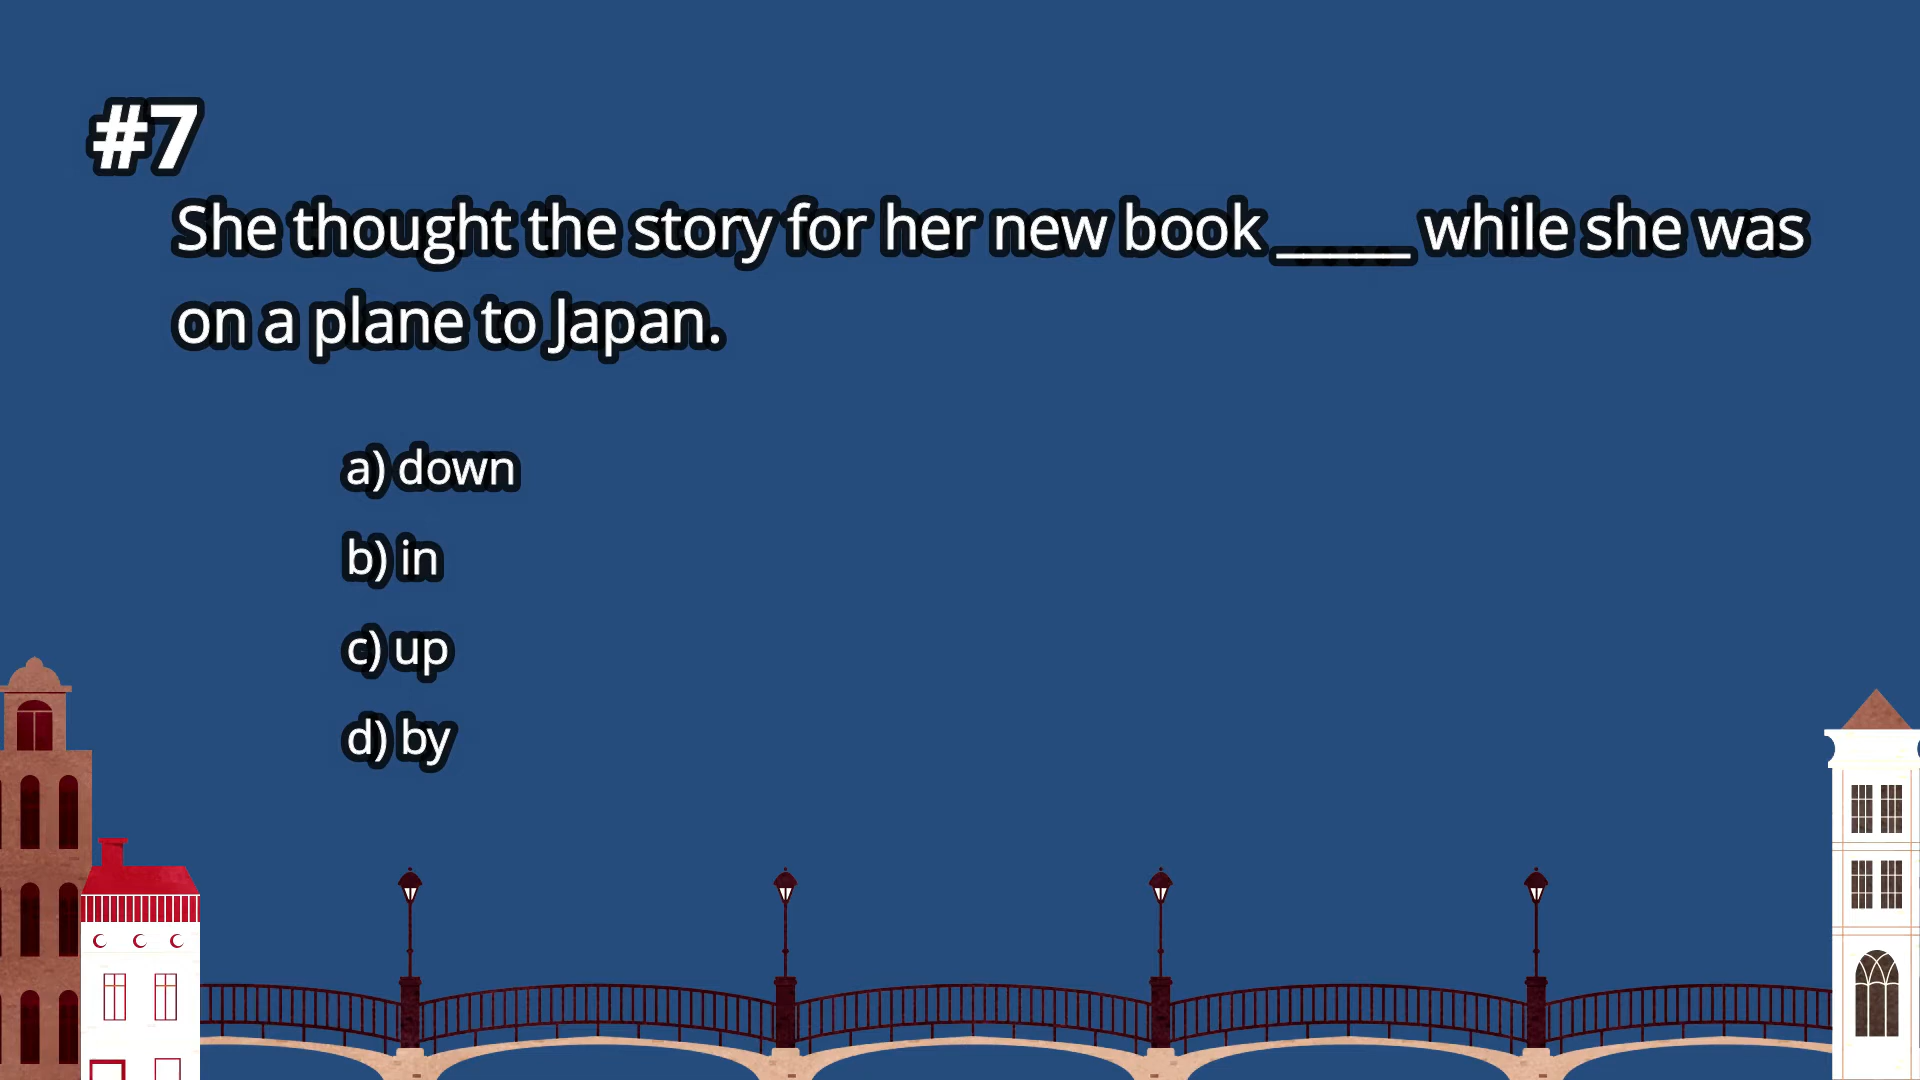 #7
She thought the story for her new book _____ while she was
on a plane to Japan.
a) down
b) in
c) up
d) by